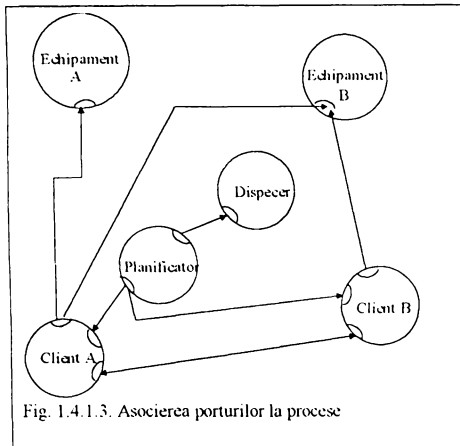 Echipament
A
Echipament
B
Dispecer
Planificator
Client B
Client A
Fig. 1.4.1.3. Asocierea porturilor la procese